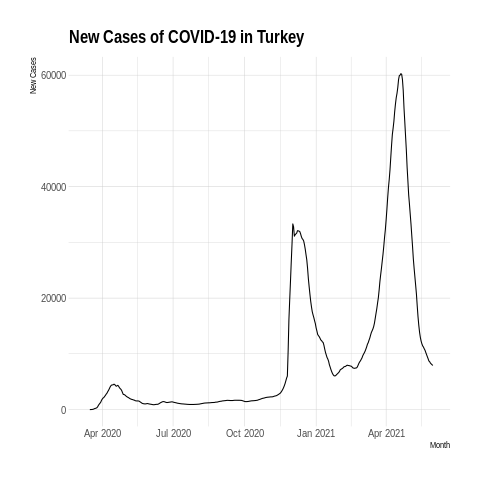 New Cases of COVID-19 in Turkey
New Cases
60000
40000
20000
0
Apr 2020 Jul 2020 Oct 2020 Jan 2021 Apr 2021
Month